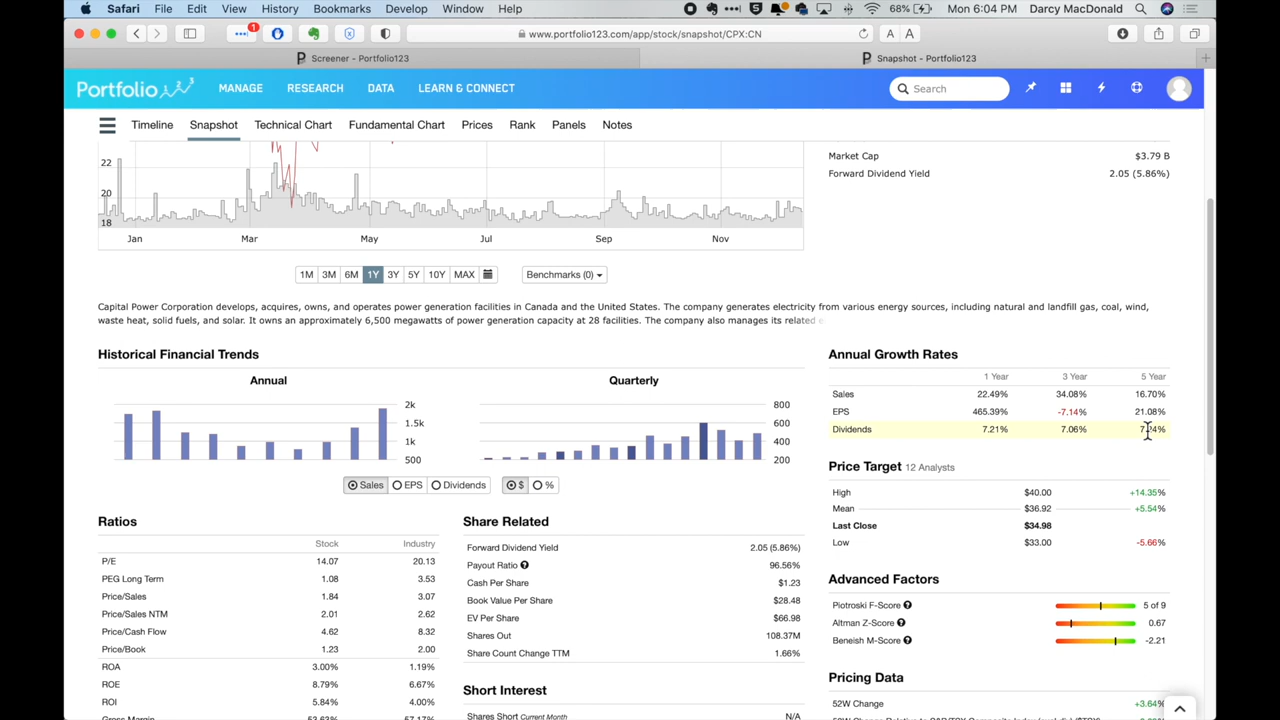 Safari File Edit View History Bookmarks Develop Window Help 68% Mon 6:04 PM Darcy MacDonald
www.portfolio123.com/app/stock/snapshot/CPX:CN A A
Screener - Portfolio123 Snapshot - Portfolio123
Portfolio MANAGE RESEARCH DATA LEARN & CONNECT Search
Timeline Snapshot Technical Chart Fundamental Chart Prices Rank Panels Notes
22
20
18
Jan Mar May Jul Sep Nov
Market Cap $3.79 B
Forward Dividend Yield 2.05 (5.86%)
1M 3M 6M 1Y 3Y 5Y 10Y MAX Benchmarks (0)
Capital Power Corporation develops, acquires, owns, and operates power generation facilities in Canada and the United States. The company generates electricity from various energy sources, including natural and landfill gas, coal, wind,
waste heat, solid fuels, and solar. It owns an approximately 6,500 megawatts of power generation capacity at 28 facilities. The company also manages its related e
Historical Financial Trends
Annual Quarterly
2k
1.5k
1k
500
800
600
400
200
Sales EPS Dividends $ %
Annual Growth Rates
1 Year 3 Year 5 Year
Sales 22.49% 34.08% 16.70%
EPS 465.39% -7.14% 21.08%
Dividends 7.21% 7.06%
Price Target 12 Analysts
High $40.00 +14.35%
Mean $36.92 +5.54%
Last Close $34.98
Low $33.00 -5.66%
Ratios
Stock Industry
P/E 14.07 20.13
PEG Long Term 1.08 3.53
Price/Sales 1.84 3.07
Price/Sales NTM 2.01 2.62
Price/Cash Flow 4.62 8.32
Price/Book 1.23 2.00
ROA 3.00% 1.19%
ROE 8.79% 6.67%
ROI 5.84% 4.00%
Gross Margin 53.63% 57.17%
Share Related
Forward Dividend Yield 2.05 (5.86%)
Payout Ratio 96.56%
Cash Per Share $1.23
Book Value Per Share $28.48
EV Per Share $66.98
Shares Out 108.37M
Share Count Change TTM 1.66%
Short Interest
Shares Short Current Month N/A
Advanced Factors
Piotroski F-Score 5 of 9
Altman Z-Score 0.67
Beneish M-Score -2.21
Pricing Data
52W Change +3.64%